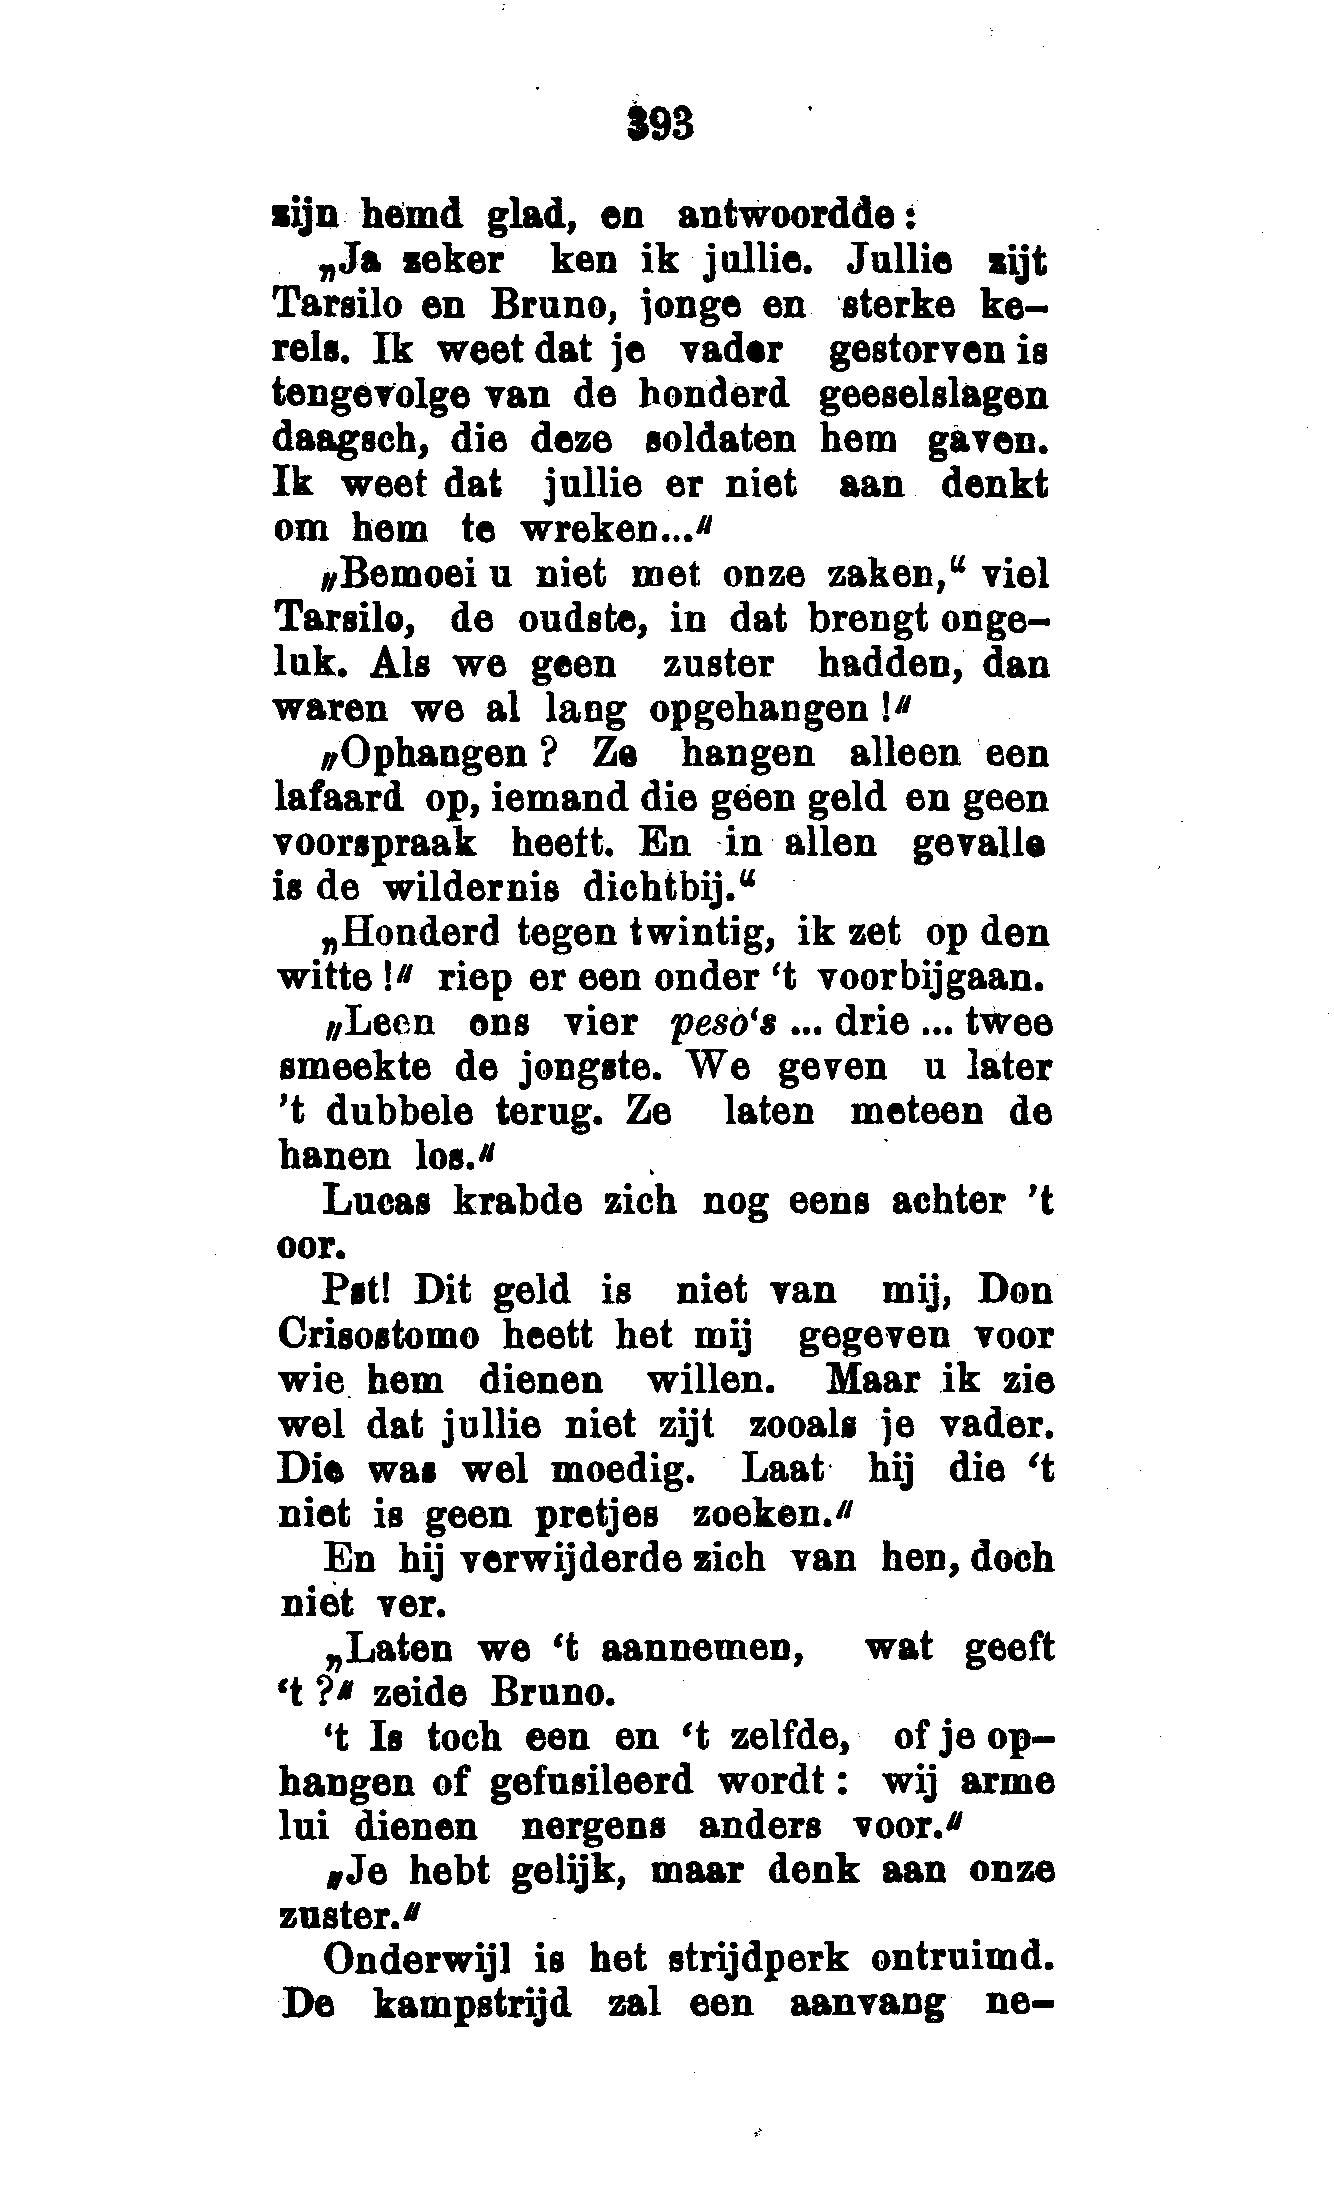 393
zijn hemd glad, en antwoordde:
„Ja zeker ken ik jullie. Jullie zijt
Tarsilo en Bruno, jonge en sterke ke-
rels. Ik weet dat je vader gestorven is
tengevolge van de honderd geeselslagen
daagsch, die deze soldaten hem gaven.
Ik weet dat jullie er niet aan denkt
om hem te wreken..."
„Bemoei u niet met onze zaken,“ viel
Tarsilo, de oudste, in dat brengt onge-
luk. Als we geen zuster hadden, dan
waren we al lang opgehangen!"
„Ophangen? Ze hangen alleen een
lafaard op, iemand die geen geld en geen
voorspraak heeft. En in allen gevalle
is de wildernis dichtbij.“
„Honderd tegen twintig, ik zet op den
witte!" riep er een onder ‘t voorbijgaan.
„Leen ons vier peso‘s ... drie ... twee
smeekte de jongste. We geven u later
’t dubbele terug. Ze laten meteen de
hanen los."
Lucas krabde zich nog eens achter ’t
oor.
Pst! Dit geld is niet van mij, Don
Crisostomo heett het mij gegeven voor
wie hem dienen willen. Maar ik zie
wel dat jullie niet zijt zooals je vader.
Die was wel moedig. Laat hij die ‘t
niet is geen pretjes zoeken."
En hij verwijderde zich van hen, doch
niet ver.
„Laten we ‘t aannemen, wat geeft
‘t?" zeide Bruno.
‘t Is toch een en ‘t zelfde, of je op-
hangen of gefusileerd wordt: wij arme
lui dienen nergens anders voor."
„Je hebt gelijk, maar denk aan onze
zuster."
Onderwijl is het strijdperk ontruimd.
De kampstrijd zal een aanvang ne-